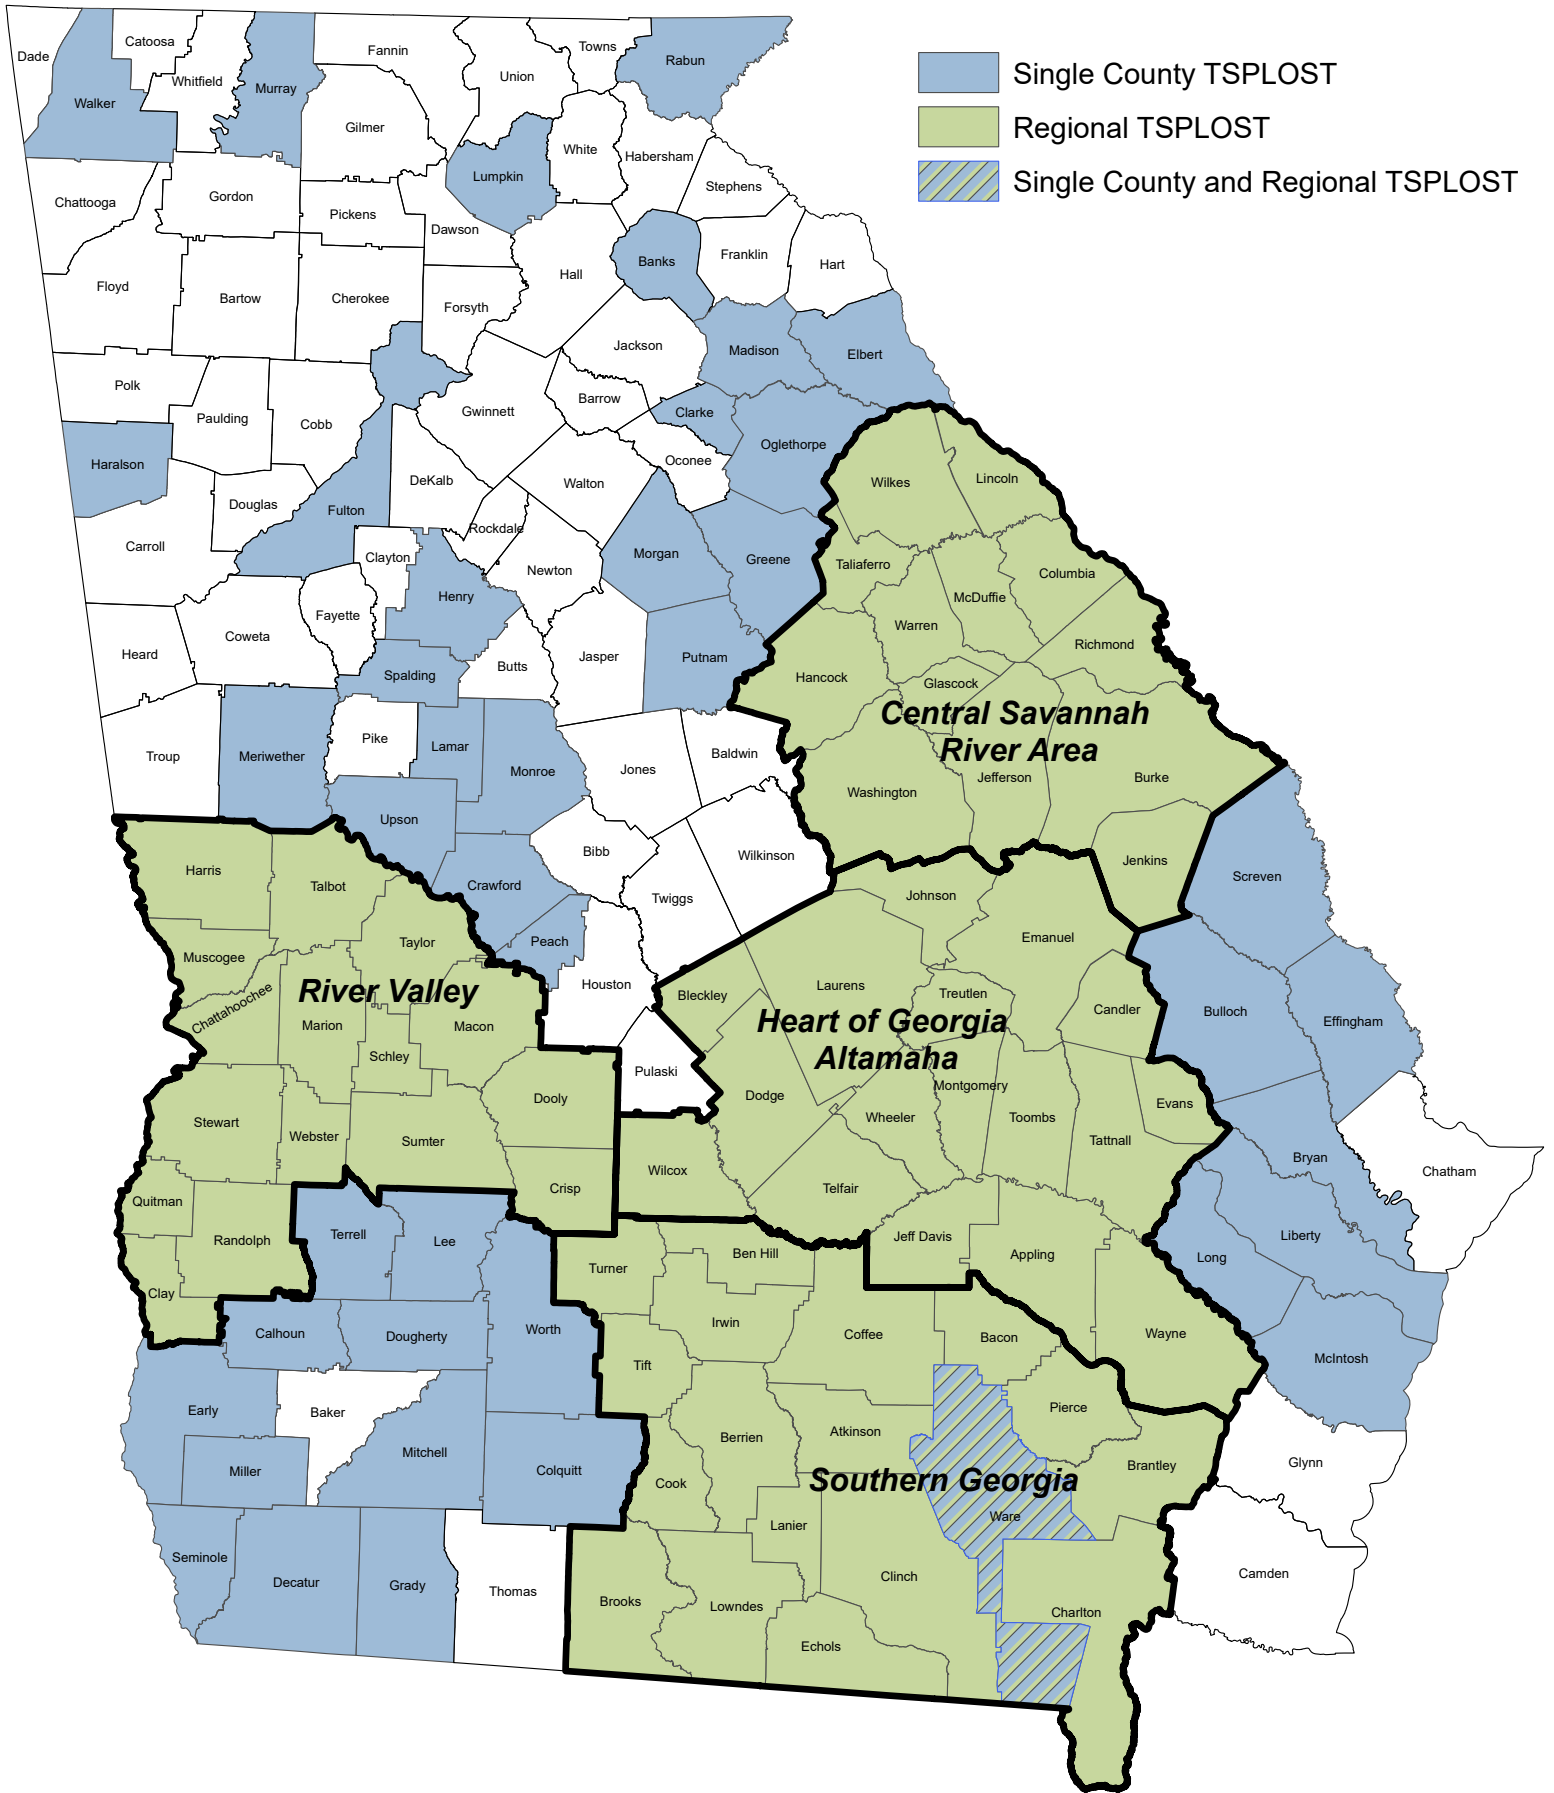 Single County TSPLOST
Regional TSPLOST
Single County and Regional TSPLOST
Dade
Catoosa
Whitfield
Walker
Murray
Fannin
Union
Towns
Rabun
Gilmer
White
Habersham
Lumpkin
Stephens
Chattooga
Gordon
Pickens
Dawson
Franklin
Hart
Banks
Hall
Floyd
Bartow
Cherokee
Forsyth
Jackson
Madison
Elbert
Polk
Paulding
Cobb
Gwinnett
Barrow
Clarke
Oglethorpe
Oconee
Haralson
Douglas
Fulton
DeKalb
Walton
Rockdale
Carroll
Clayton
Newton
Morgan
Greene
Henry
Fayette
Coweta
Heard
Spalding
Butts
Jasper
Putnam
Troup
Meriwether
Pike
Lamar
Monroe
Jones
Baldwin
Upson
Bibb
Wilkinson
Twiggs
Crawford
Peach
Houston
Pulaski
Wilkes
Lincoln
Taliaferro
Columbia
McDuffie
Warren
Richmond
Hancock
Glascock
Central Savannah
River Area
Washington
Jefferson
Burke
Jenkins
Screven
Harris
Talbot
Taylor
Muscogee
River Valley
Chattahoochee
Marion
Macon
Schley
Dooly
Stewart
Webster
Sumter
Crisp
Quitman
Randolph
Clay
Johnson
Emanuel
Laurens
Bleckley
Treutlen
Candler
Heart of Georgia
Altamaha
Dodge
Montgomery
Wheeler
Toombs
Evans
Tattnall
Wilcox
Telfair
Jeff Davis
Appling
Wayne
Bulloch
Effingham
Bryan
Chatham
Liberty
Long
McIntosh
Glynn
Camden
Terrell
Lee
Calhoun
Dougherty
Worth
Early
Baker
Miller
Mitchell
Colquitt
Seminole
Decatur
Grady
Thomas
Turner
Ben Hill
Irwin
Tift
Coffee
Bacon
Pierce
Berrien
Atkinson
Brantley
Cook
Southern Georgia
Lanier
Ware
Clinch
Brooks
Lowndes
Echols
Charlton